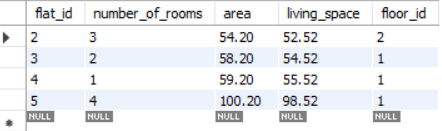 flat_id number_of_rooms area living_space floor_id
2 3 54.20 52.52 2
3 2 58.20 54.52 1
4 1 59.20 55.52 1
5 4 100.20 98.52 1
NULL NULL NULL NULL NULL